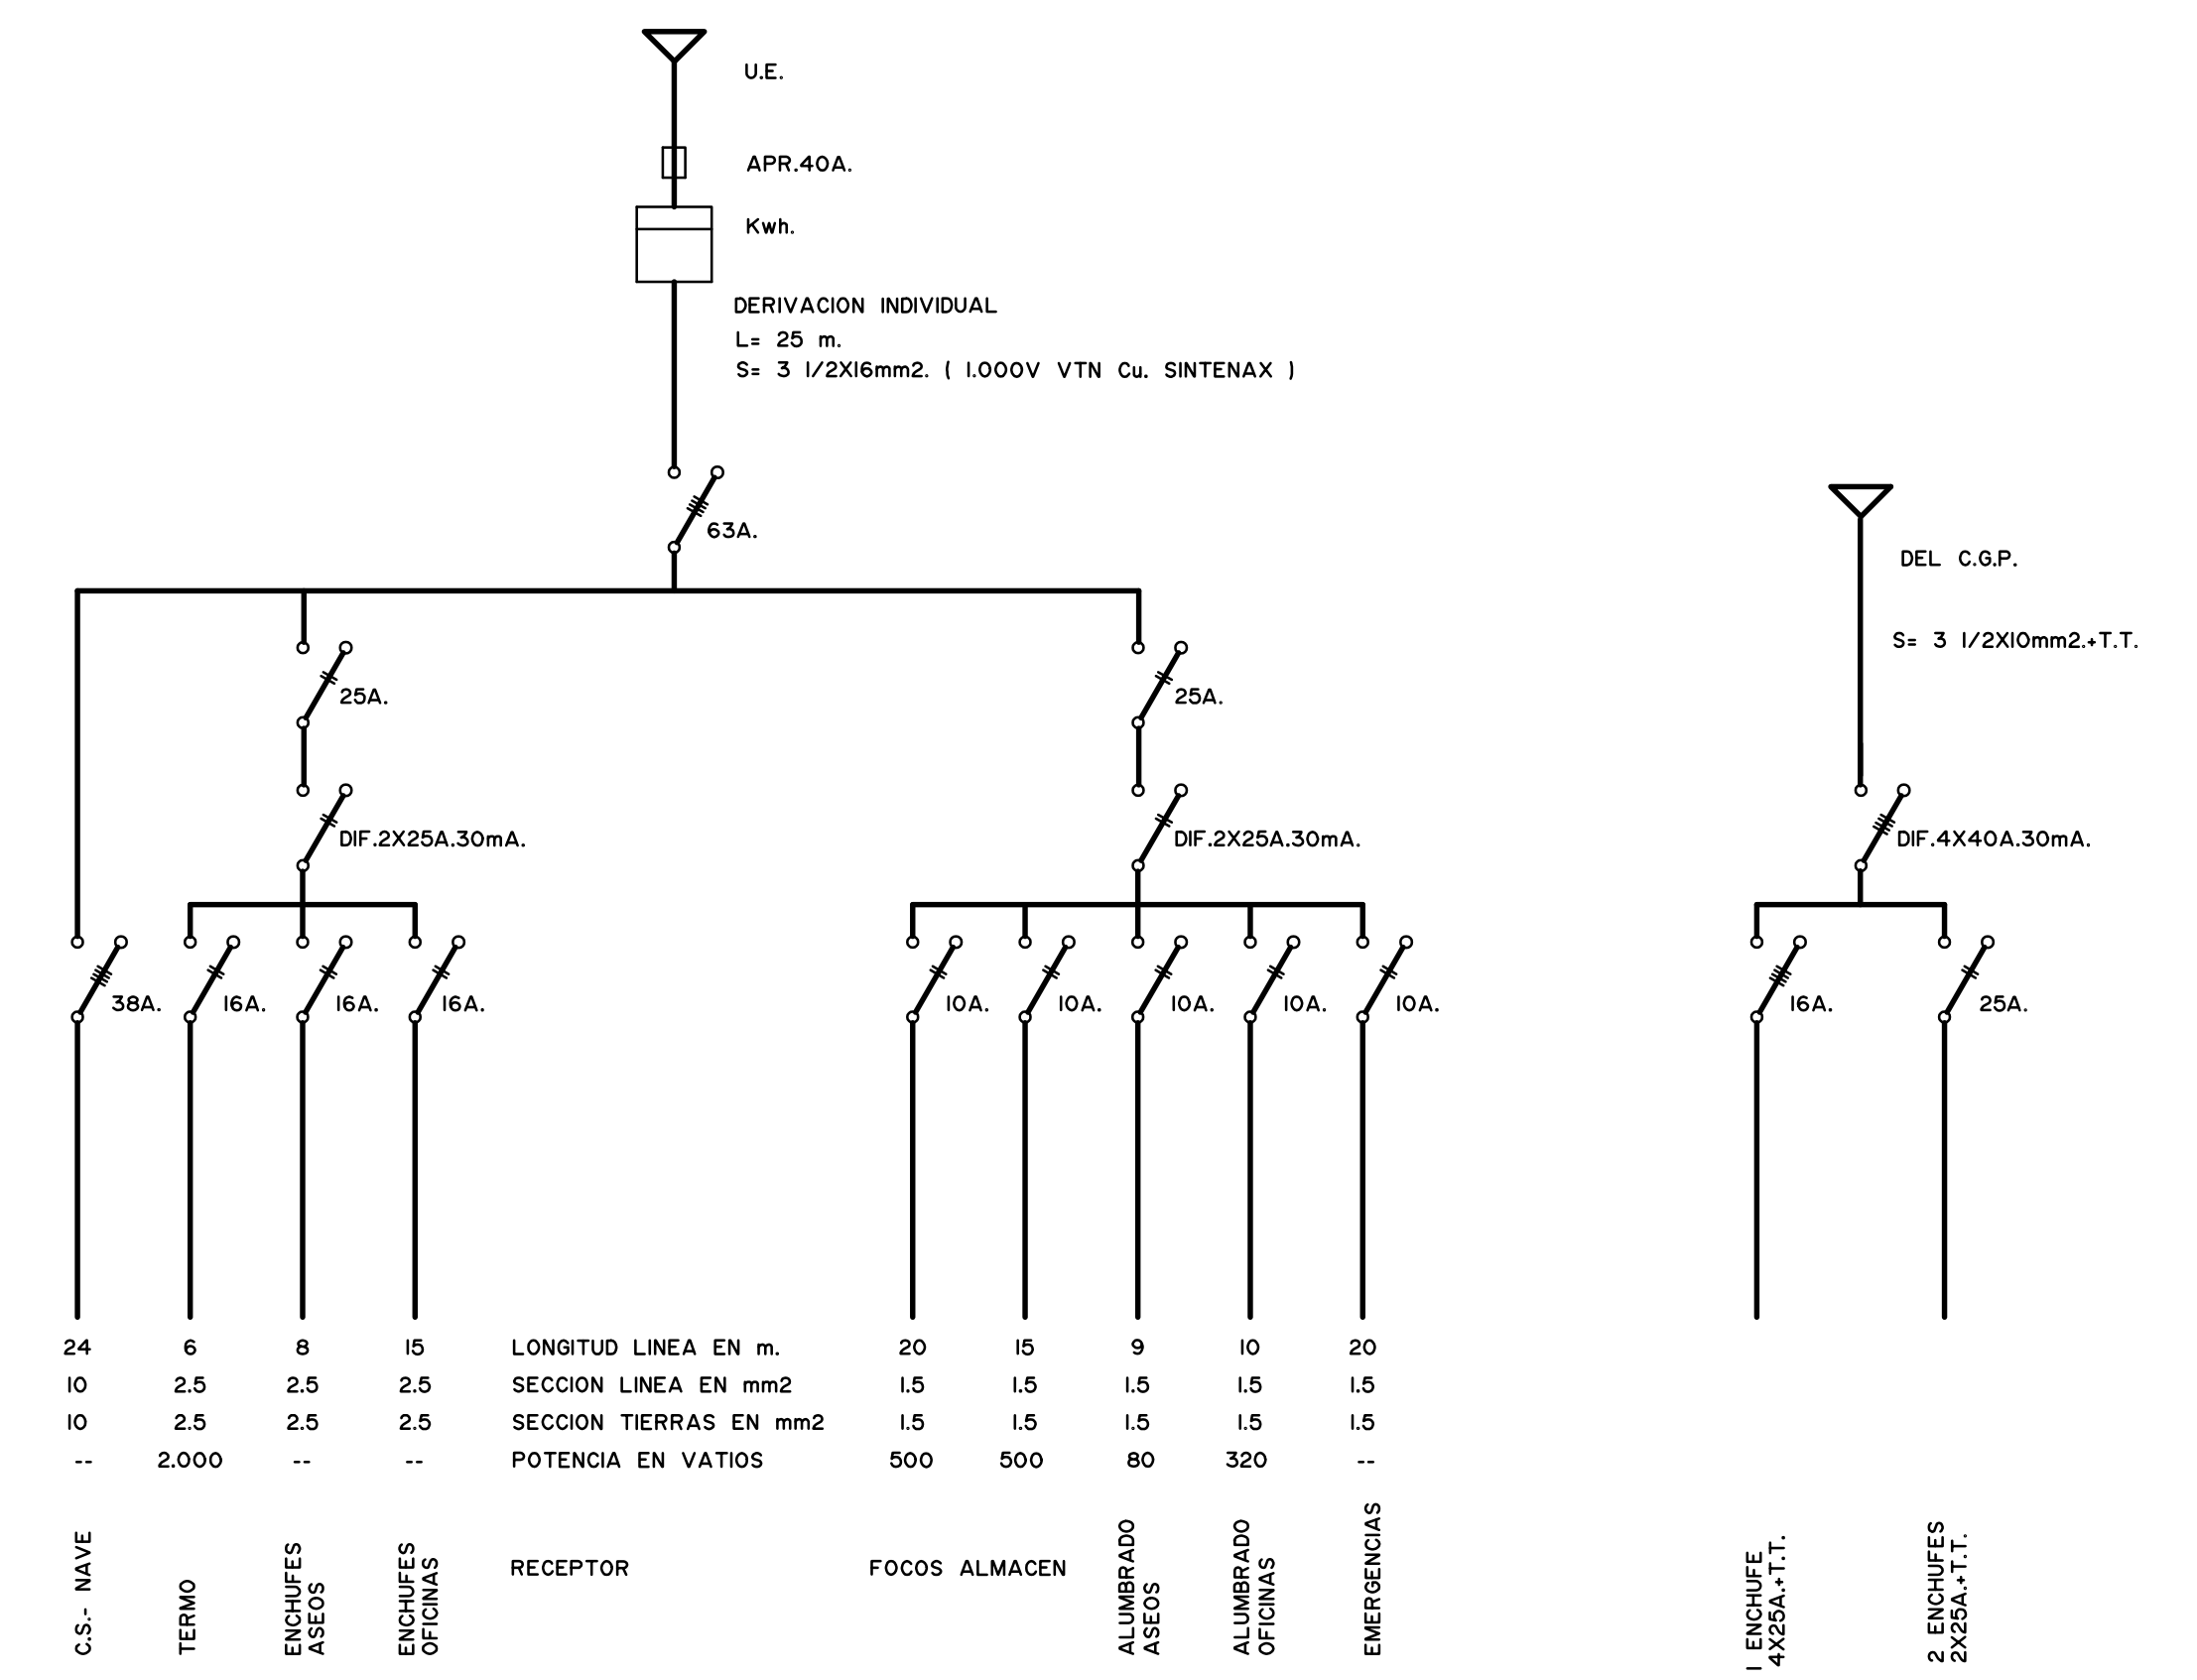 U.E.
APR.40A.
Kwh.
DERIVACION INDIVIDUAL
L= 25 m.
S= 3 1/2X16mm2. ( 1.000V VTN Cu. SINTENAX )
63A.
DEL C.G.P.
S= 3 1/2X10mm2.+T.T.
25A.
25A.
DIF.2X25A.30mA.
DIF.2X25A.30mA.
DIF.4X40A.30mA.
38A.
16A.
16A.
16A.
10A.
10A.
10A.
10A.
10A.
16A.
25A.
24 6 8 15 LONGITUD LINEA EN m. 20 15 9 10 20
10 2.5 2.5 2.5 SECCION LINEA EN mm2 1.5 1.5 1.5 1.5 1.5
10 2.5 2.5 2.5 SECCION TIERRAS EN mm2 1.5 1.5 1.5 1.5 1.5
-- 2.000 -- -- POTENCIA EN VATIOS 500 500 80 320 --
C.S.- NAVE
TERMO
ENCHUFES
ASEOS
ENCHUFES
OFICINAS
RECEPTOR
FOCOS ALMACEN
ALUMBRADO
ASEOS
ALUMBRADO
OFICINAS
EMERGENCIAS
1 ENCHUFE
4X25A.+T.T.
2 ENCHUFES
2X25A.+T.T.